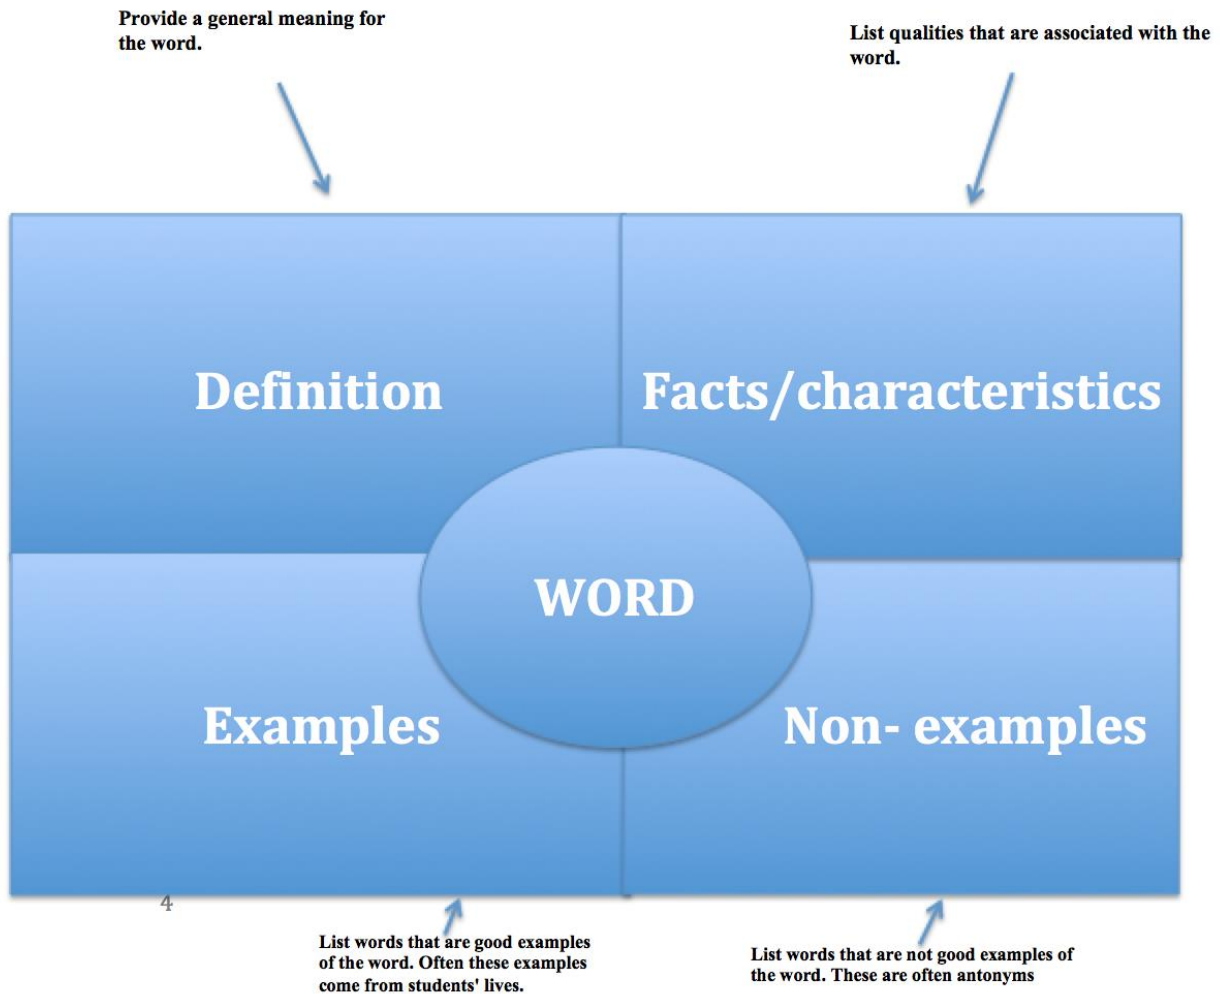 Provide a general meaning for
the word.
List qualities that are associated with the
word.
Definition
Facts/characteristics
WORD
Examples
Non- examples
4
List words that are good examples
of the word. Often these examples
come from students' lives.
List words that are not good examples of
the word. These are often antonyms